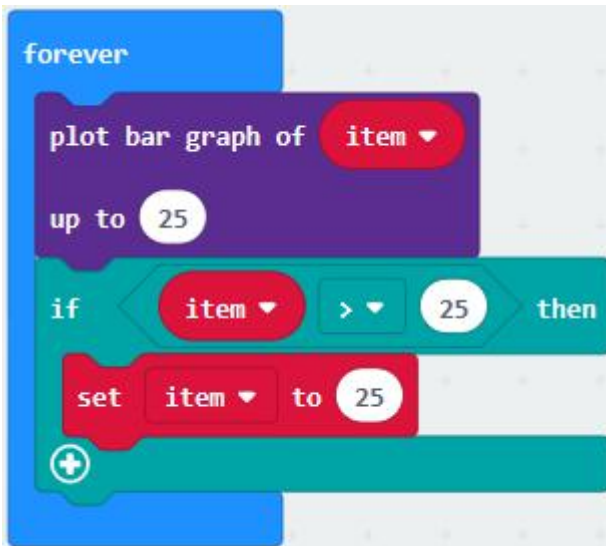 forever
plot bar graph of item
up to 25
if item > 25 then
set item to 25